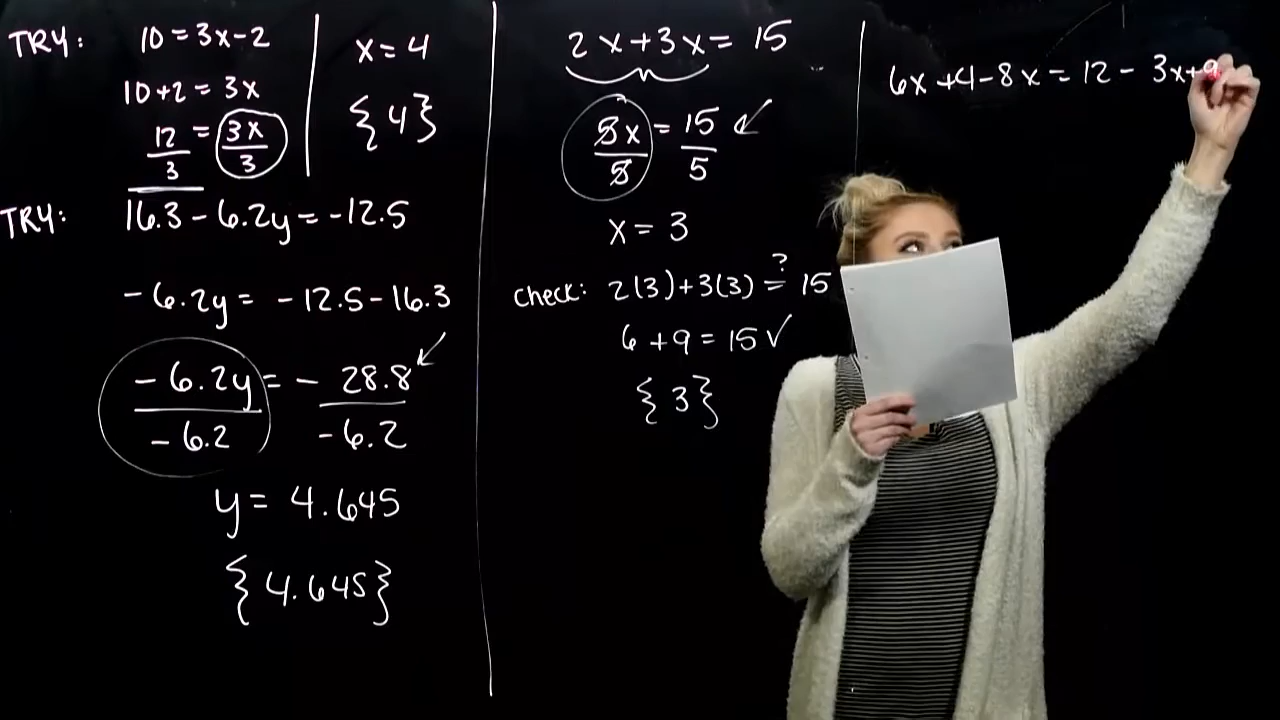 TRY: 10 = 3x - 2
10 + 2 = 3x
12/3 = 3x/3
x = 4
{4}
TRY: 16.3 - 6.2y = -12.5
-6.2y = -12.5 - 16.3
-6.2y/-6.2 = -28.8/-6.2
y = 4.645
{4.645}
2x + 3x = 15
5x/5 = 15/5
x = 3
check: 2(3) + 3(3) ?= 15
6 + 9 = 15 ✓
{3}
6x + 4 - 8x = 12 - 3x + 9